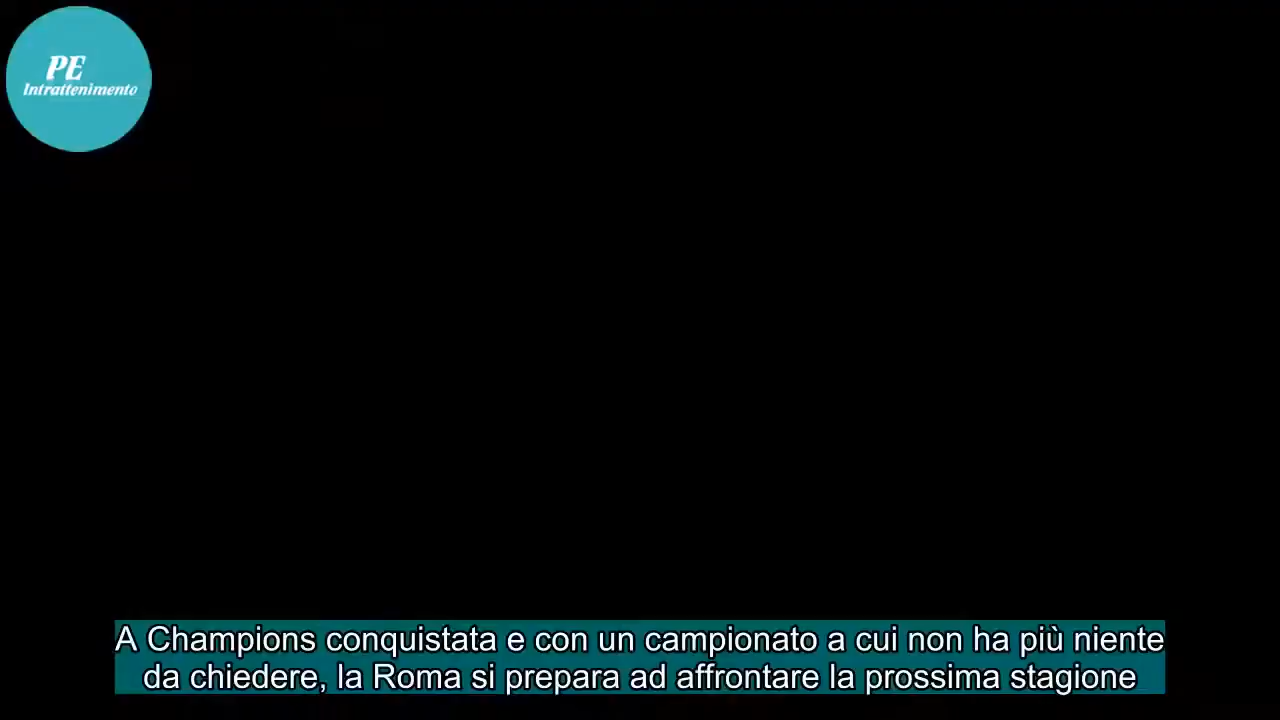 PE
Intrattenimento
A Champions conquistata e con un campionato a cui non ha più niente
da chiedere, la Roma si prepara ad affrontare la prossima stagione